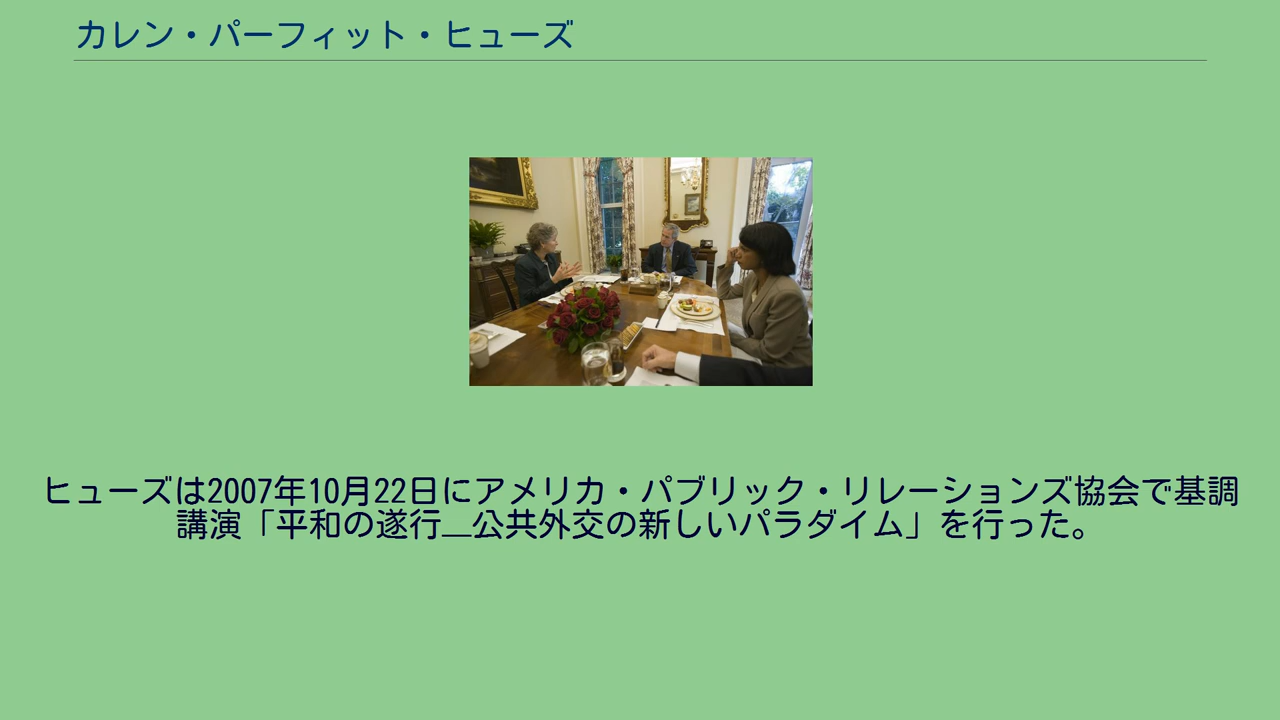 カレン・パーフィット・ヒューズ
ヒューズは2007年10月22日にアメリカ・パブリック・リレーションズ協会で基調
講演「平和の遂行__公共外交の新しいパラダイム」を行った。